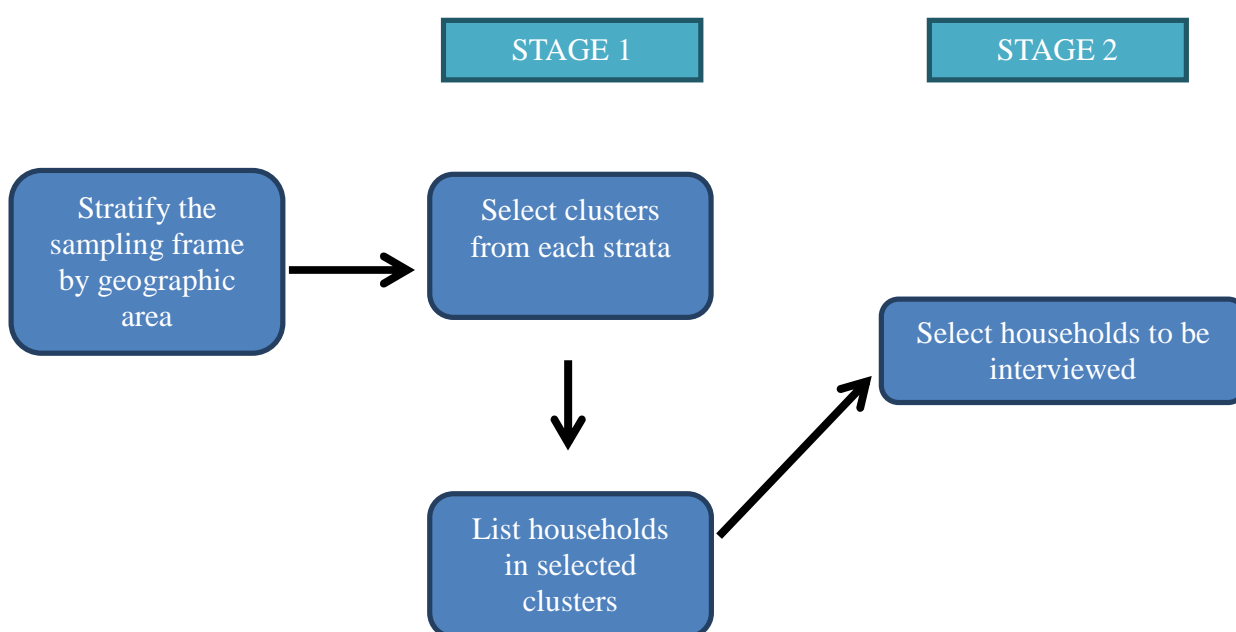 STAGE 1
STAGE 2
Stratify the
sampling frame
by geographic
area
Select clusters
from each strata
List households
in selected
clusters
Select households to be
interviewed